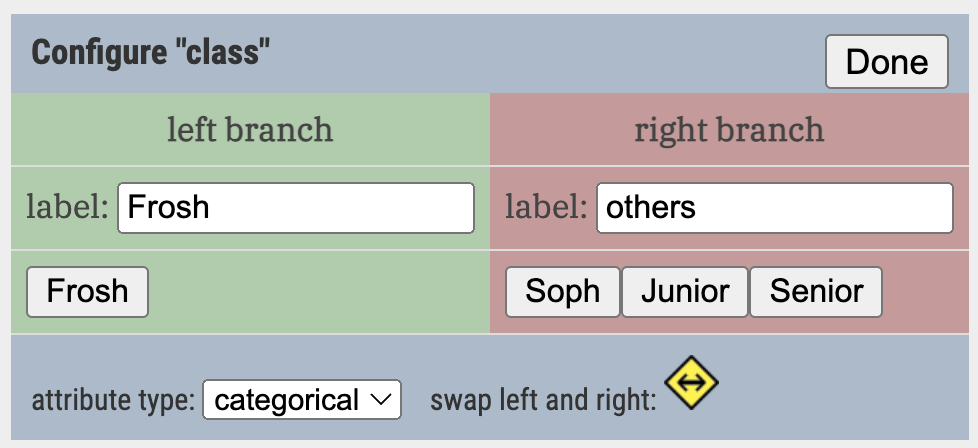 Configure "class"
Done
left branch
right branch
label: Frosh
label: others
Frosh
Soph Junior Senior
attribute type: categorical swap left and right: